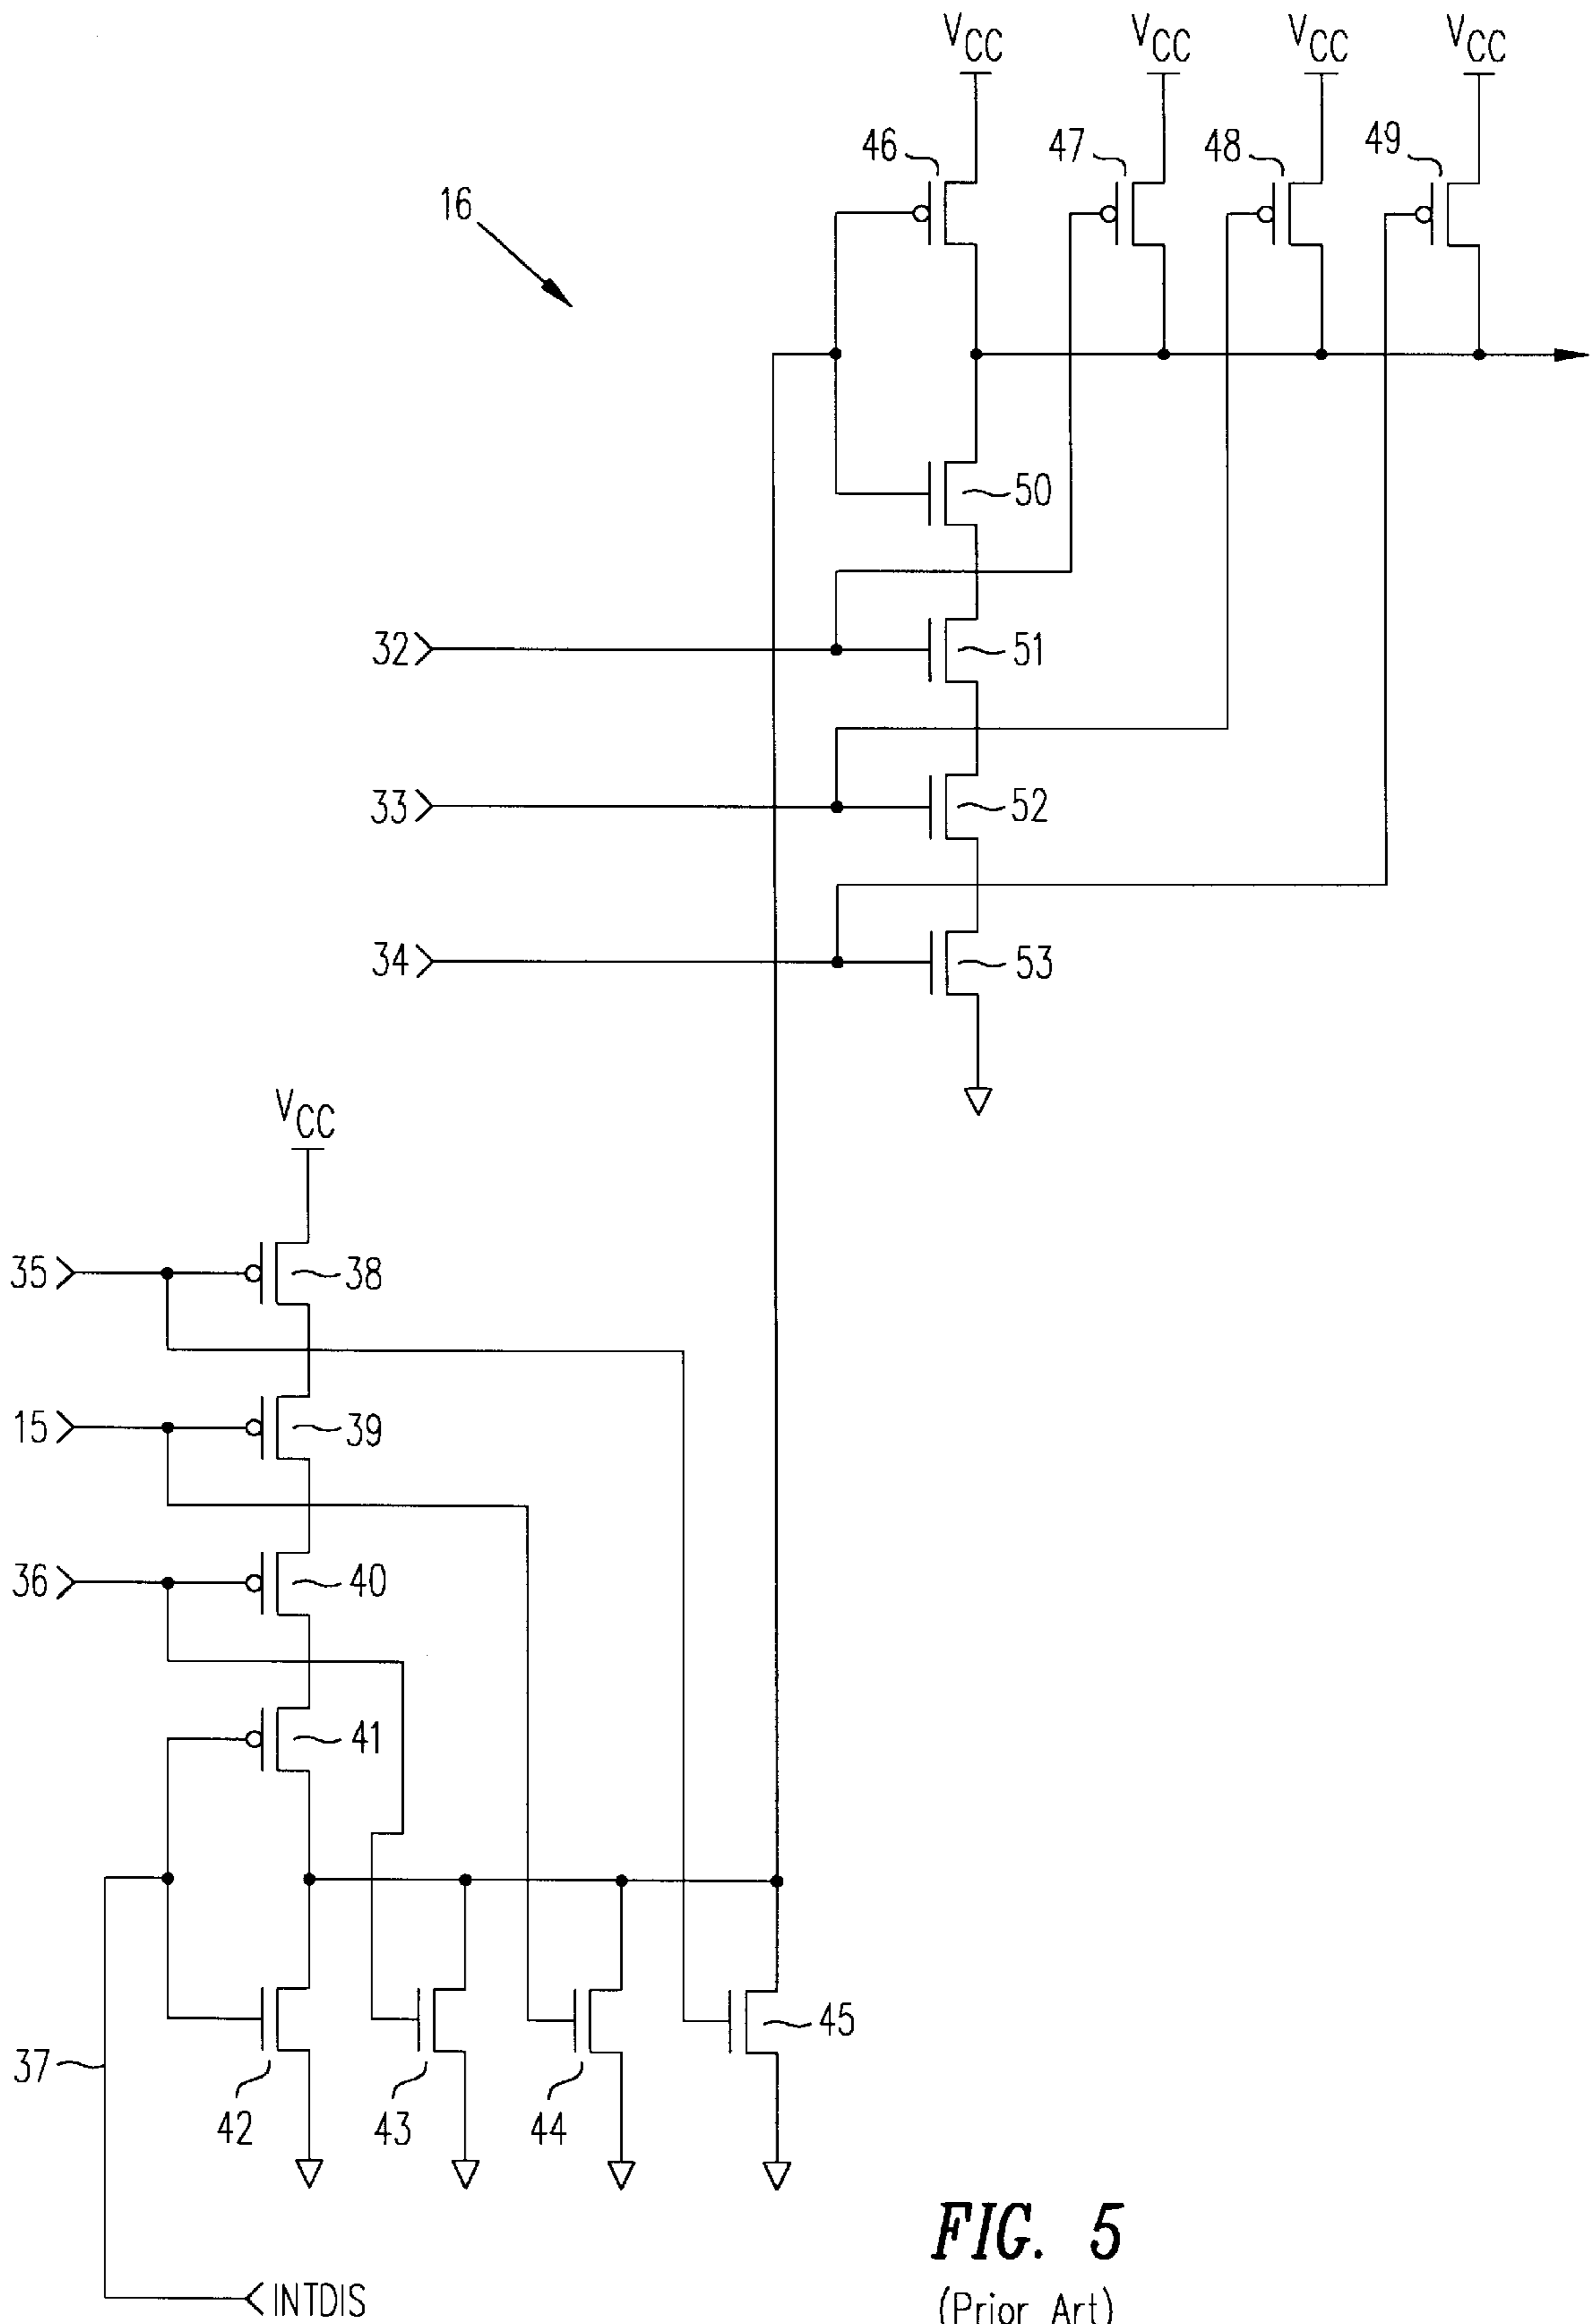 VCC VCC VCC VCC
46 47 48 49
16
50
32 51
33 52
34 53
VCC
35 38
15 39
36 40
41
45
37
42 43 44
FIG. 5
INTDIS
(Prior Art)